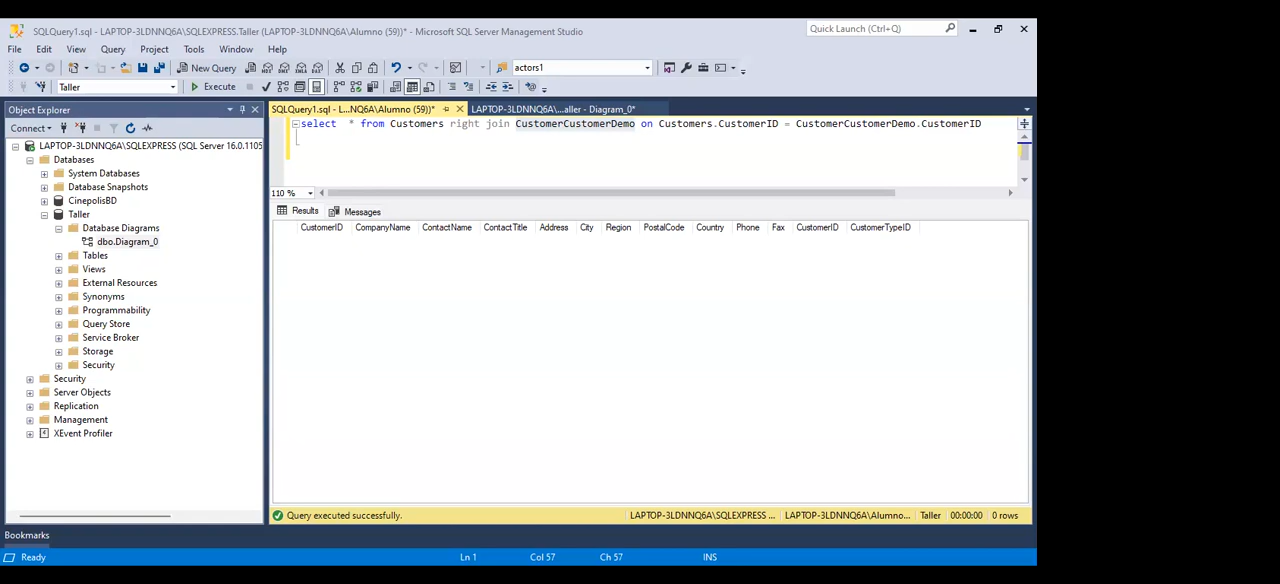 SQLQuery1.sql - LAPTOP-3LDNNQ6A\SQLEXPRESS.Taller (LAPTOP-3LDNNQ6A\Alumno (59))* - Microsoft SQL Server Management Studio
Quick Launch (Ctrl+Q)
File Edit View Query Project Tools Window Help
New Query
actors1
Taller
Execute
Object Explorer
SQLQuery1.sql - L...NQ6A\Alumno (59))*
LAPTOP-3LDNNQ6A\...aller - Diagram_0*
Connect
LAPTOP-3LDNNQ6A\SQLEXPRESS (SQL Server 16.0.1105
Databases
System Databases
Database Snapshots
CinepolisBD
Taller
Database Diagrams
dbo.Diagram_0
Tables
Views
External Resources
Synonyms
Programmability
Query Store
Service Broker
Storage
Security
Security
Server Objects
Replication
Management
XEvent Profiler
select * from Customers right join CustomerCustomerDemo on Customers.CustomerID = CustomerCustomerDemo.CustomerID
110 %
Results Messages
CustomerID CompanyName ContactName ContactTitle Address City Region PostalCode Country Phone Fax CustomerID CustomerTypeID
Query executed successfully.
LAPTOP-3LDNNQ6A\SQLEXPRESS ... LAPTOP-3LDNNQ6A\Alumno... Taller 00:00:00 0 rows
Bookmarks
Ready Ln 1 Col 57 Ch 57 INS